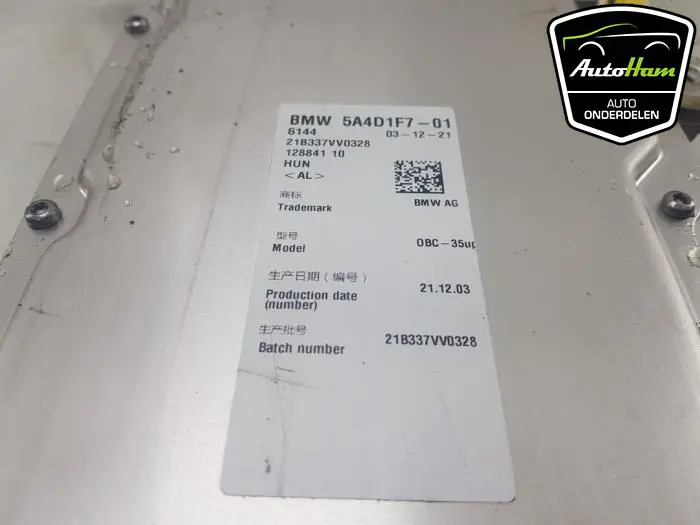 BMW 5A4D1F7-01
6144 03-12-21
21B337VV0328
128841 10
HUN
<AL>
商标
Trademark BMW AG
型号
Model OBC-35up
生产日期(编号)
Production date 21.12.03
(number)
生产批号
Batch number 21B337VV0328
AutoHam
AUTO
ONDERDELEN